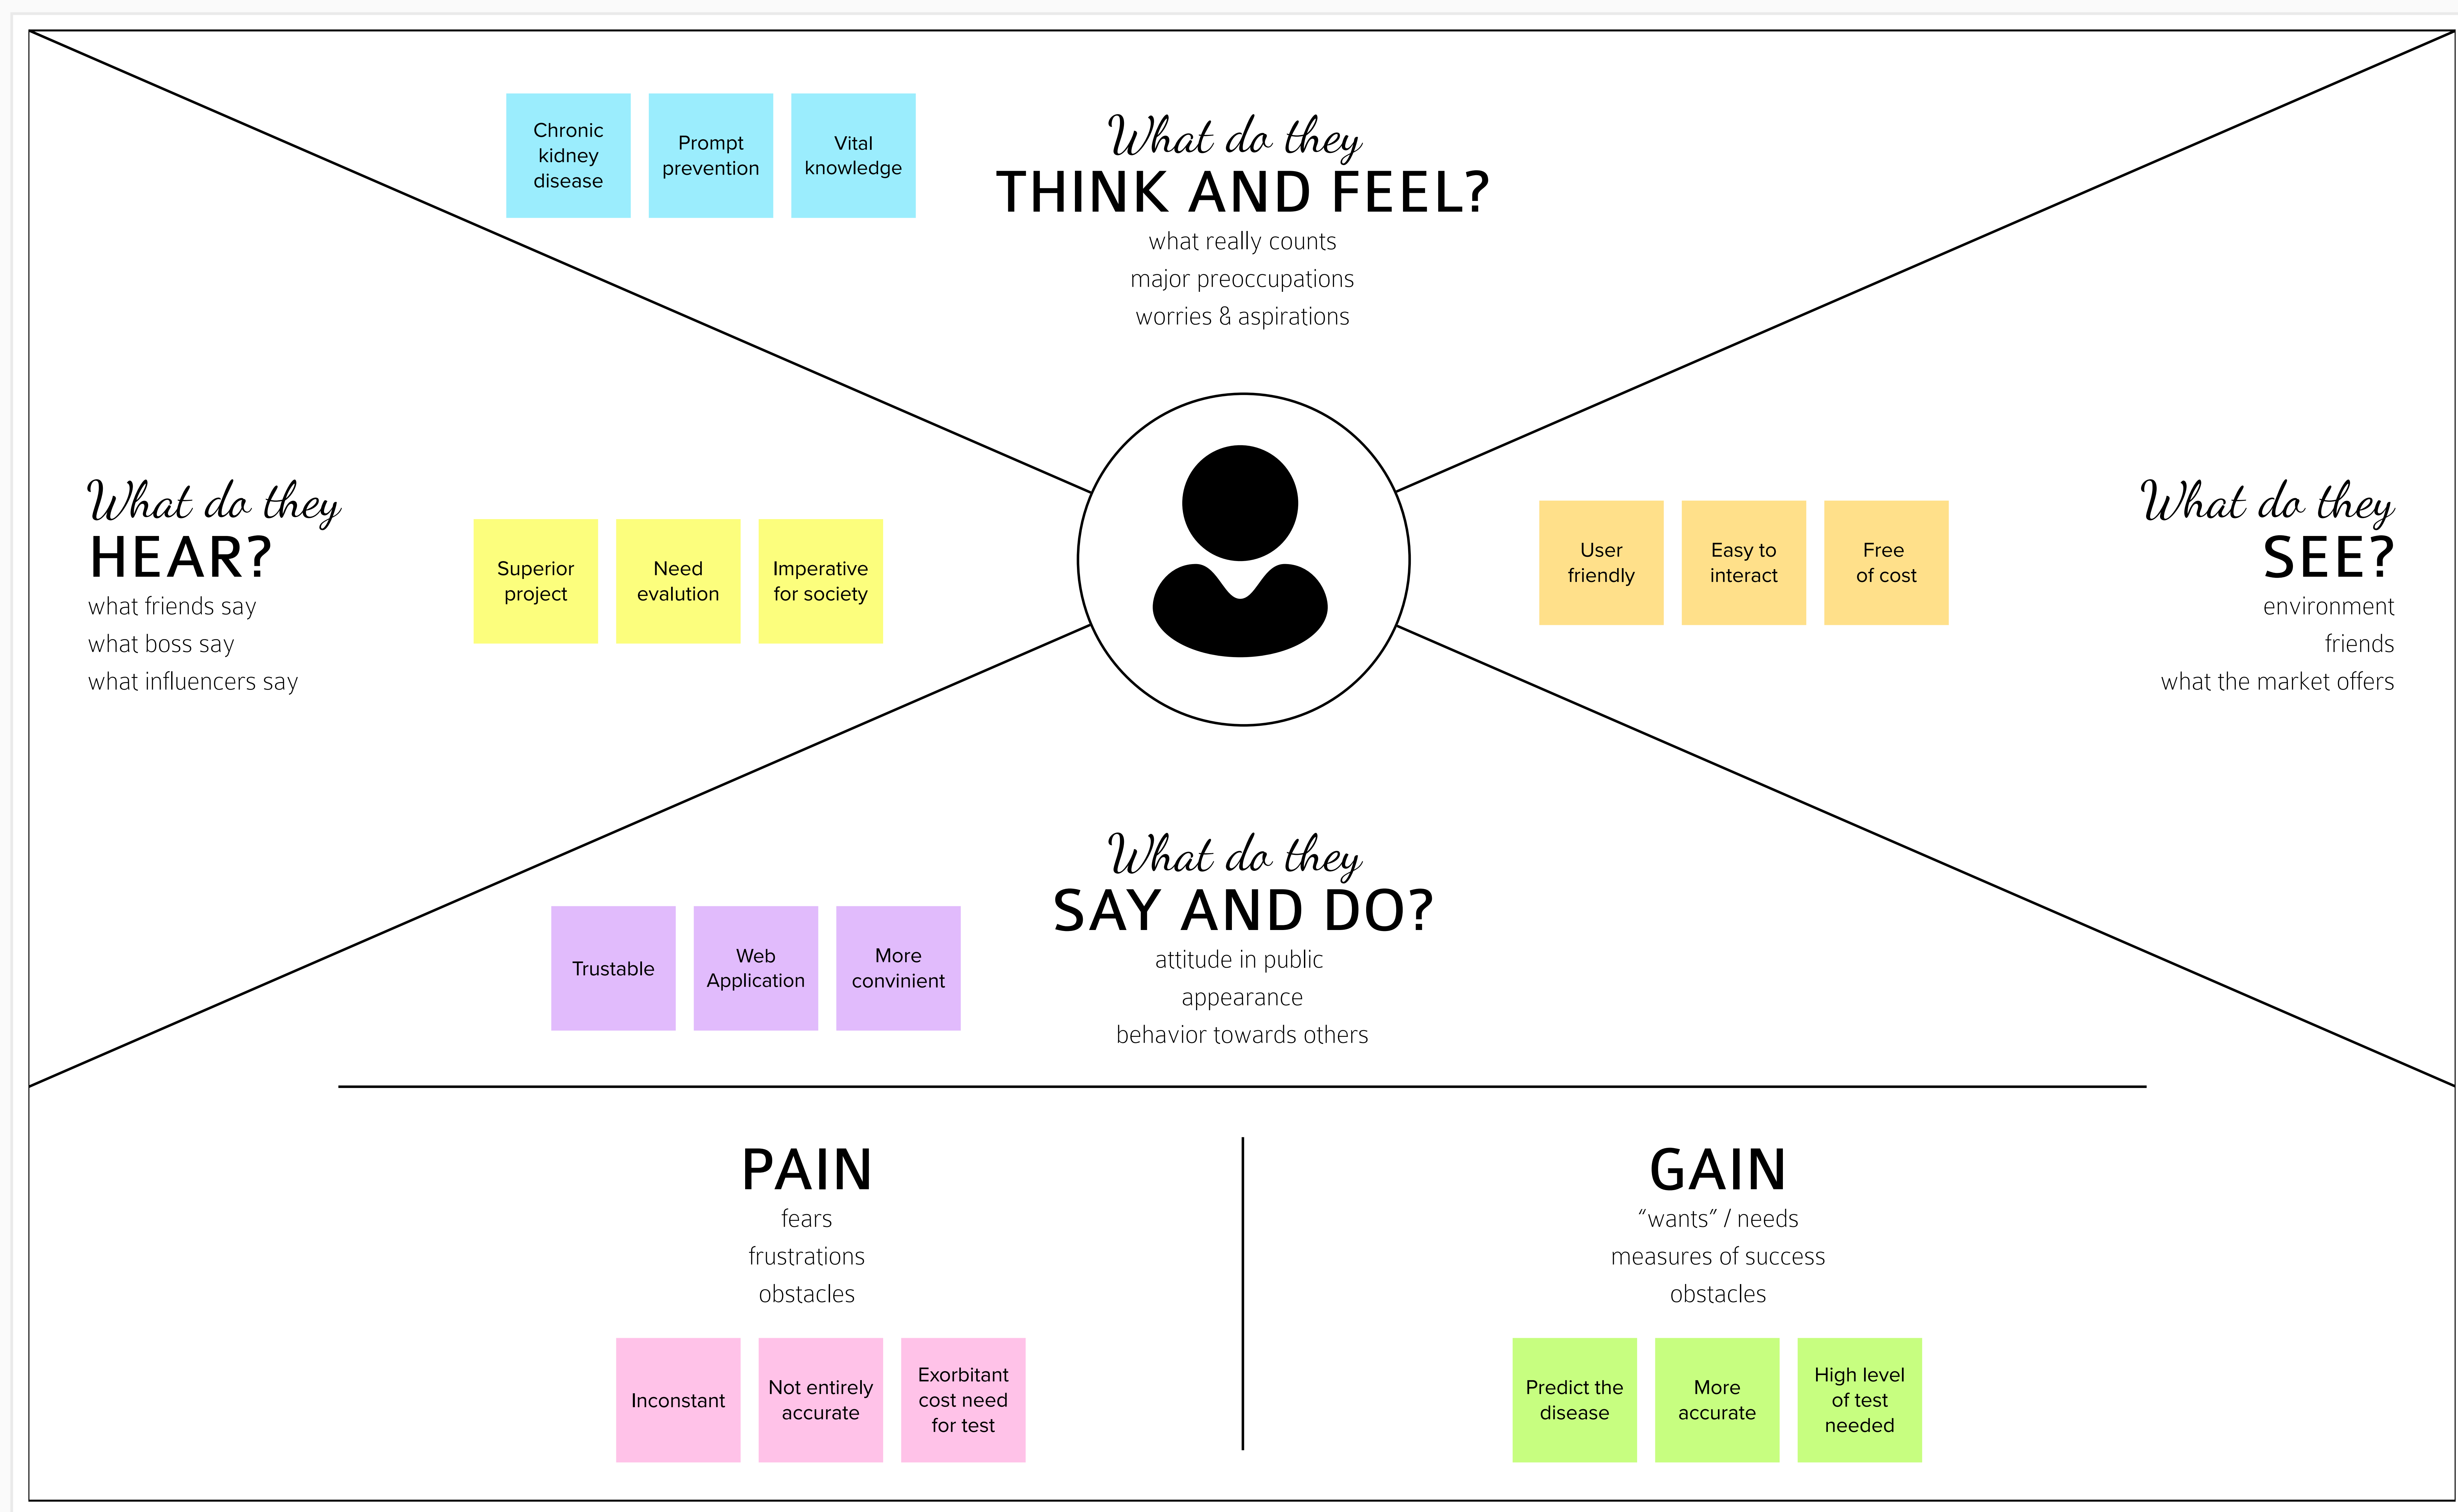 Chronic
kidney
disease
Prompt
prevention
Vital
knowledge
What do they
THINK AND FEEL?
what really counts
major preoccupations
worries & aspirations
What do they
HEAR?
what friends say
what boss say
what influencers say
Superior
project
Need
evalution
Imperative
for society
User
friendly
Easy to
interact
Free
of cost
What do they
SEE?
environment
friends
what the market offers
Trustable
Web
Application
More
convinient
What do they
SAY AND DO?
attitude in public
appearance
behavior towards others
PAIN
fears
frustrations
obstacles
Inconstant
Not entirely
accurate
Exorbitant
cost need
for test
GAIN
“wants” / needs
measures of success
obstacles
Predict the
disease
More
accurate
High level
of test
needed